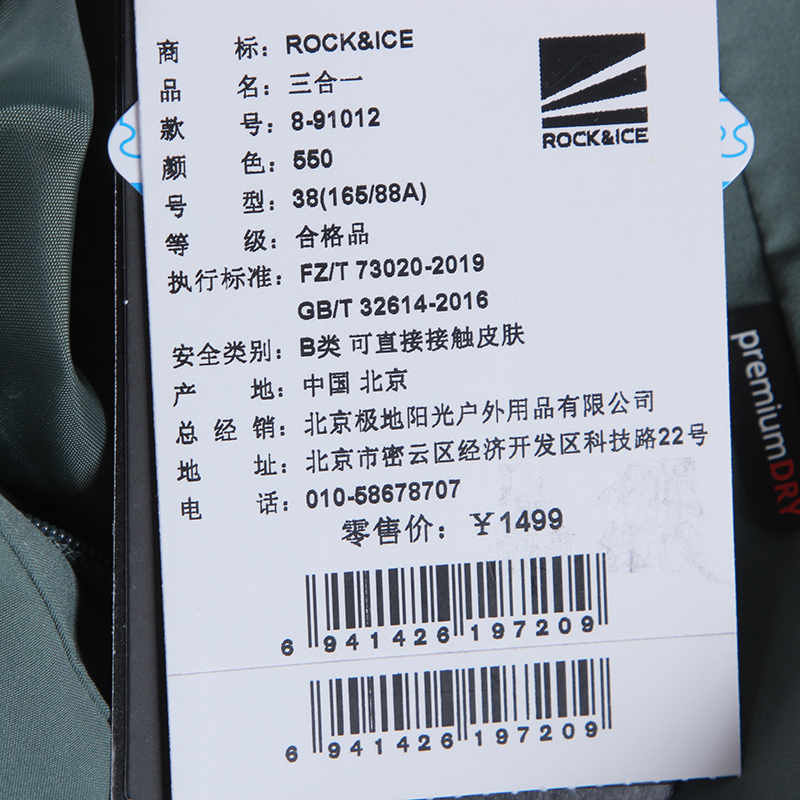 商标：ROCK&ICE
品名：三合一
款号：8-91012
颜色：550
号型：38(165/88A)
等级：合格品
执行标准：FZ/T 73020-2019
GB/T 32614-2016
安全类别：B类 可直接接触皮肤
产地：中国 北京
总经销：北京极地阳光户外用品有限公司
地址：北京市密云区经济开发区科技路22号
电话：010-58678707
零售价：￥1499
6 941426 197209
6 941426 197209
ROCK&ICE
premiumDRY